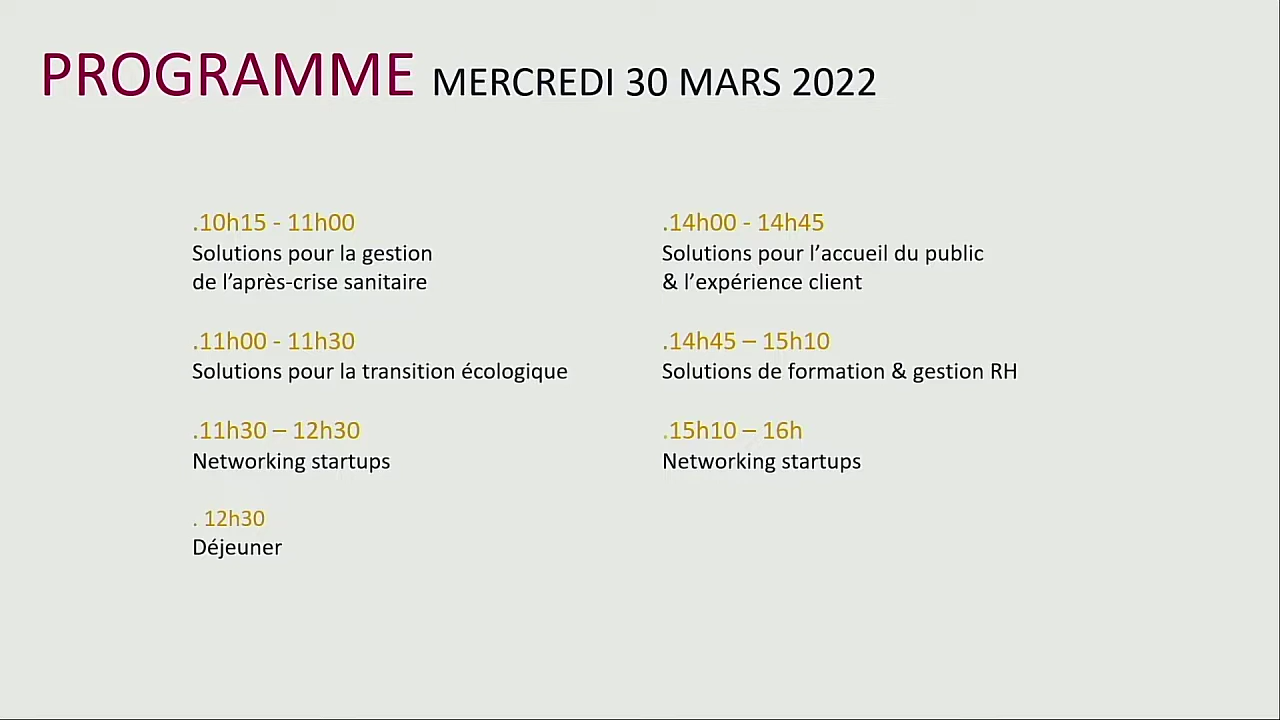 PROGRAMME MERCREDI 30 MARS 2022
.10h15 - 11h00
Solutions pour la gestion
de l’après-crise sanitaire
.11h00 - 11h30
Solutions pour la transition écologique
.11h30 – 12h30
Networking startups
. 12h30
Déjeuner
.14h00 - 14h45
Solutions pour l’accueil du public
& l’expérience client
.14h45 – 15h10
Solutions de formation & gestion RH
.15h10 – 16h
Networking startups